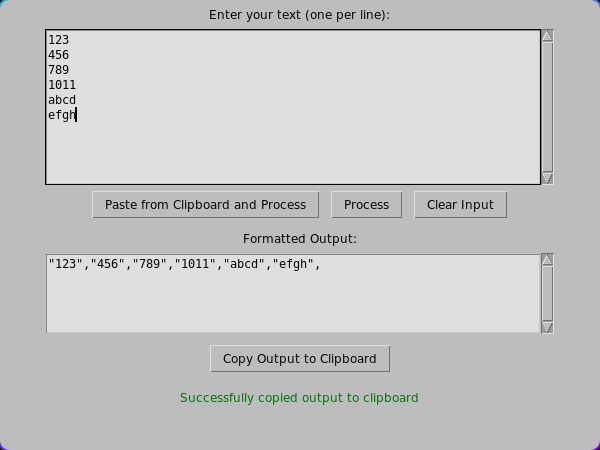 Enter your text (one per line):
123
456
789
1011
abcd
efgh
Paste from Clipboard and Process Process Clear Input
Formatted Output:
"123","456","789","1011","abcd","efgh",
Copy Output to Clipboard
Successfully copied output to clipboard